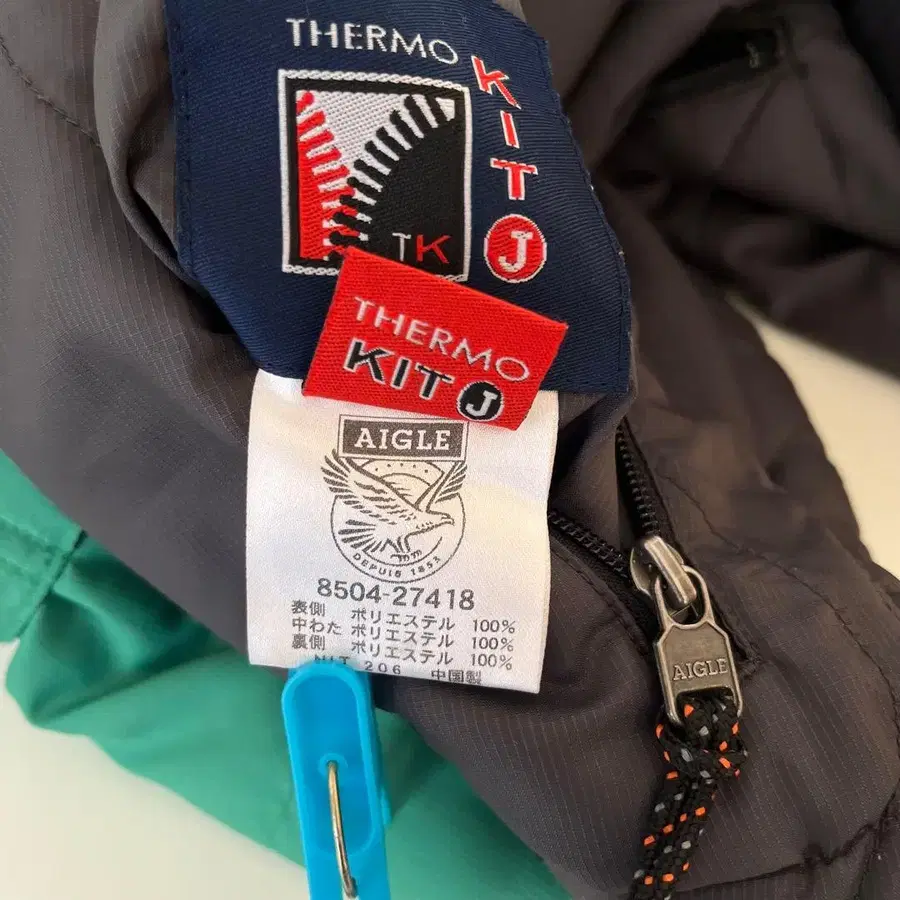 THERMO
KIT
J
TK
THERMO
KIT J
AIGLE
DEPUIS 1853
8504-27418
表側 ポリエステル 100%
中わた ポリエステル 100%
裏側 ポリエステル 100%
NIT 206 中国製
AIGLE